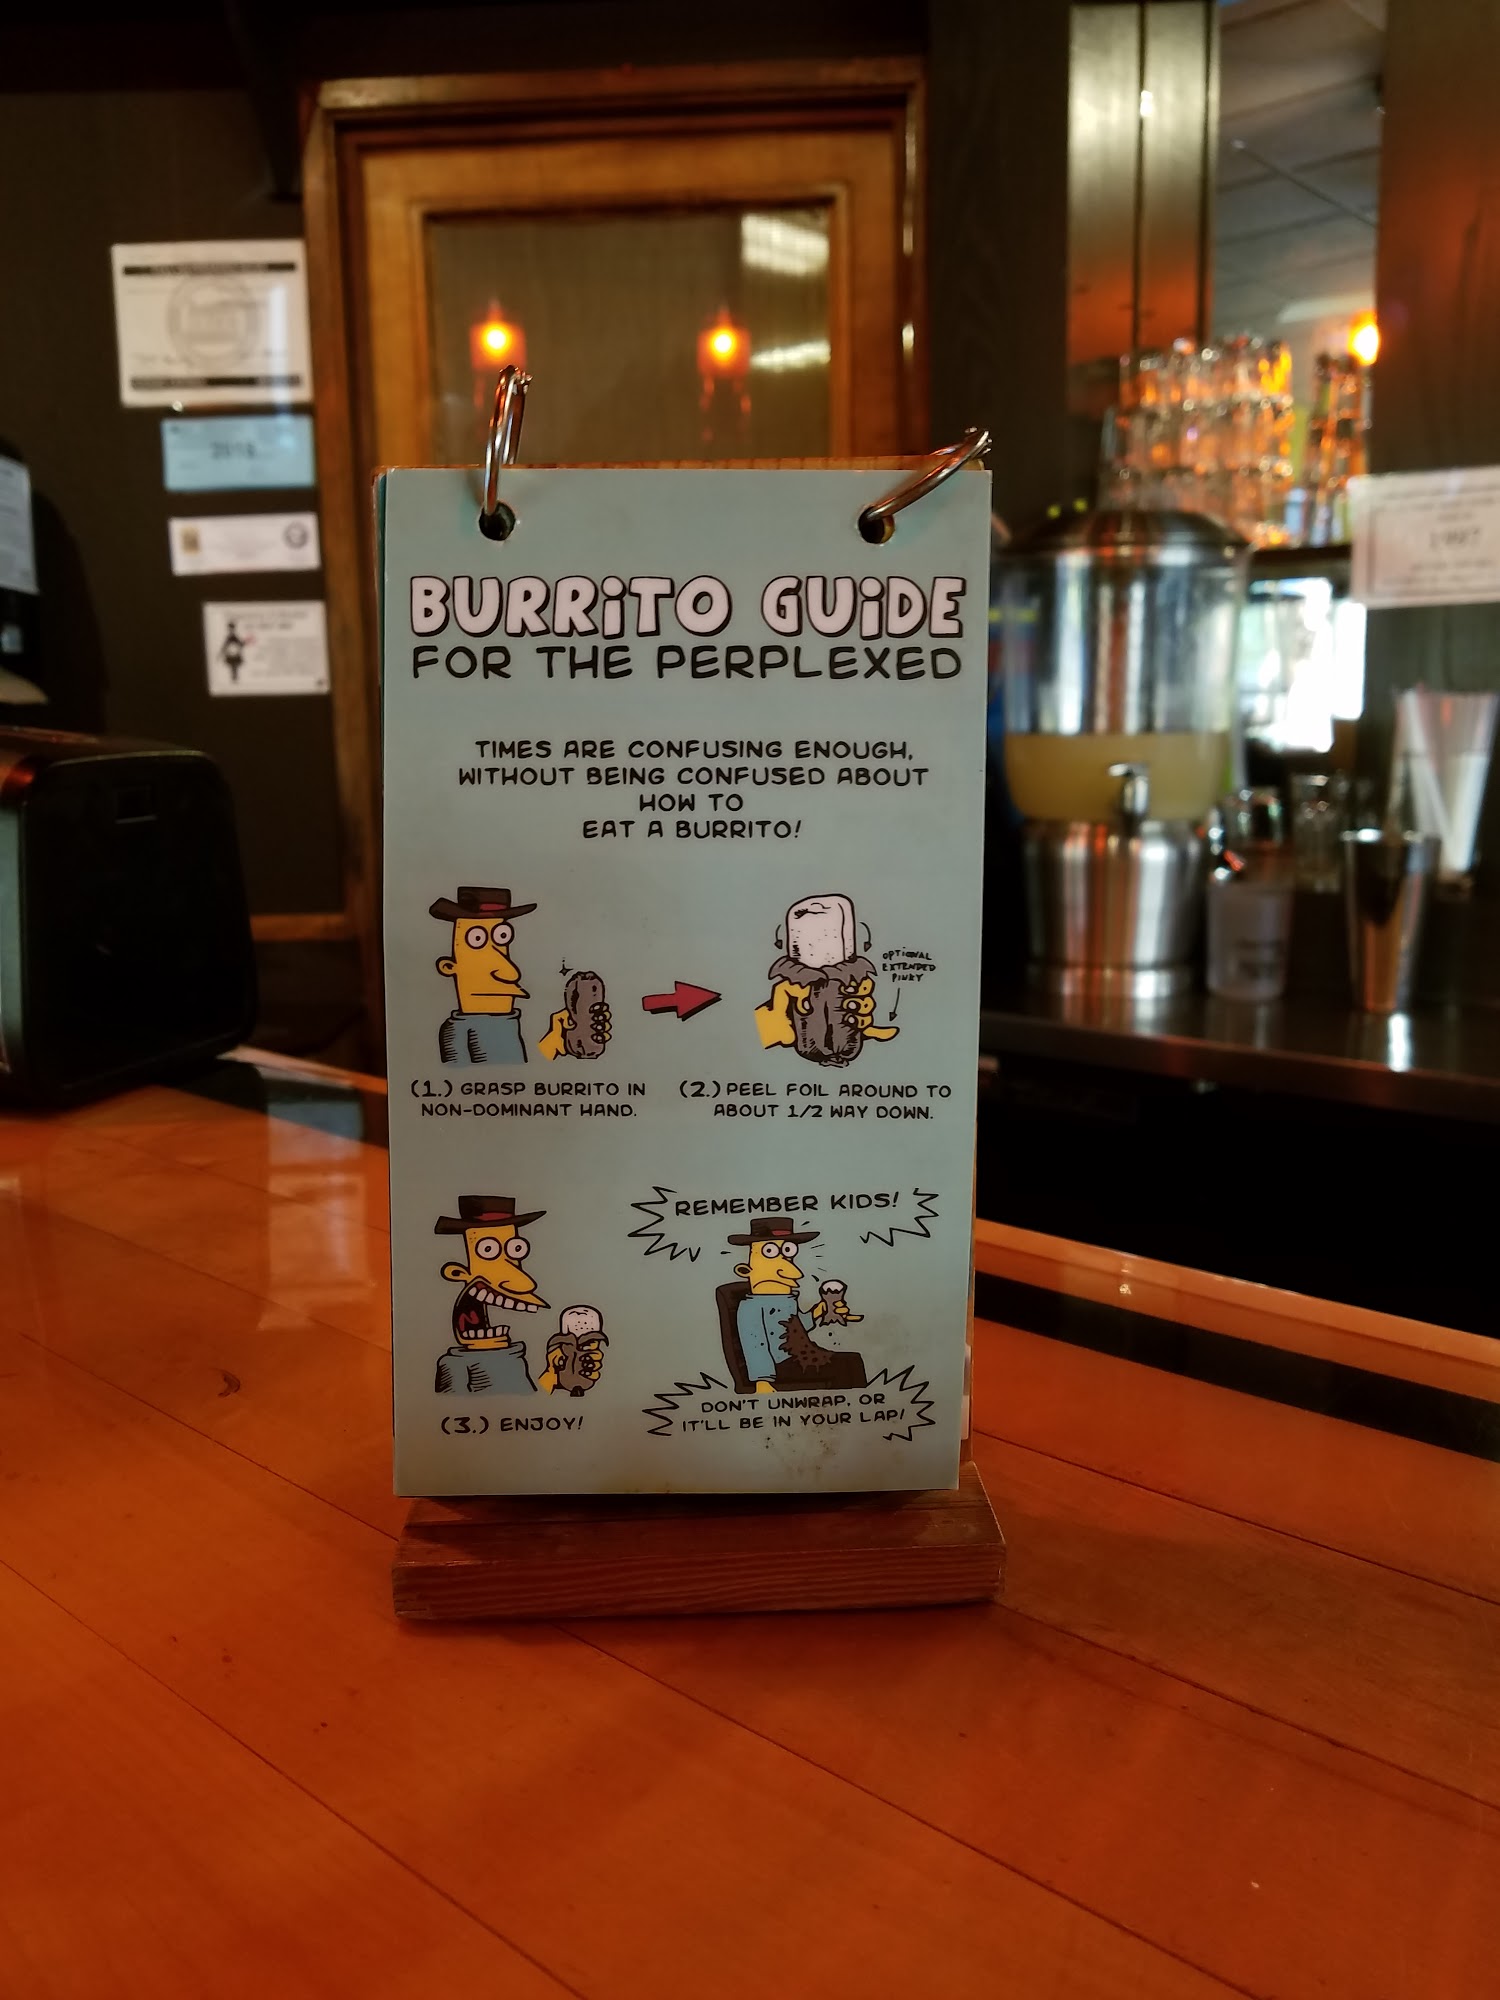 BURRiTO GUiDE
FOR THE PERPLEXED
TIMES ARE CONFUSING ENOUGH,
WITHOUT BEING CONFUSED ABOUT
HOW TO
EAT A BURRITO!
OPTIONAL
EXTENDED
PINKY
(1.) GRASP BURRITO IN
NON-DOMINANT HAND.
(2.) PEEL FOIL AROUND TO
ABOUT 1/2 WAY DOWN.
(3.) ENJOY!
REMEMBER KIDS!
DON'T UNWRAP, OR
IT'LL BE IN YOUR LAP!
2018
1997